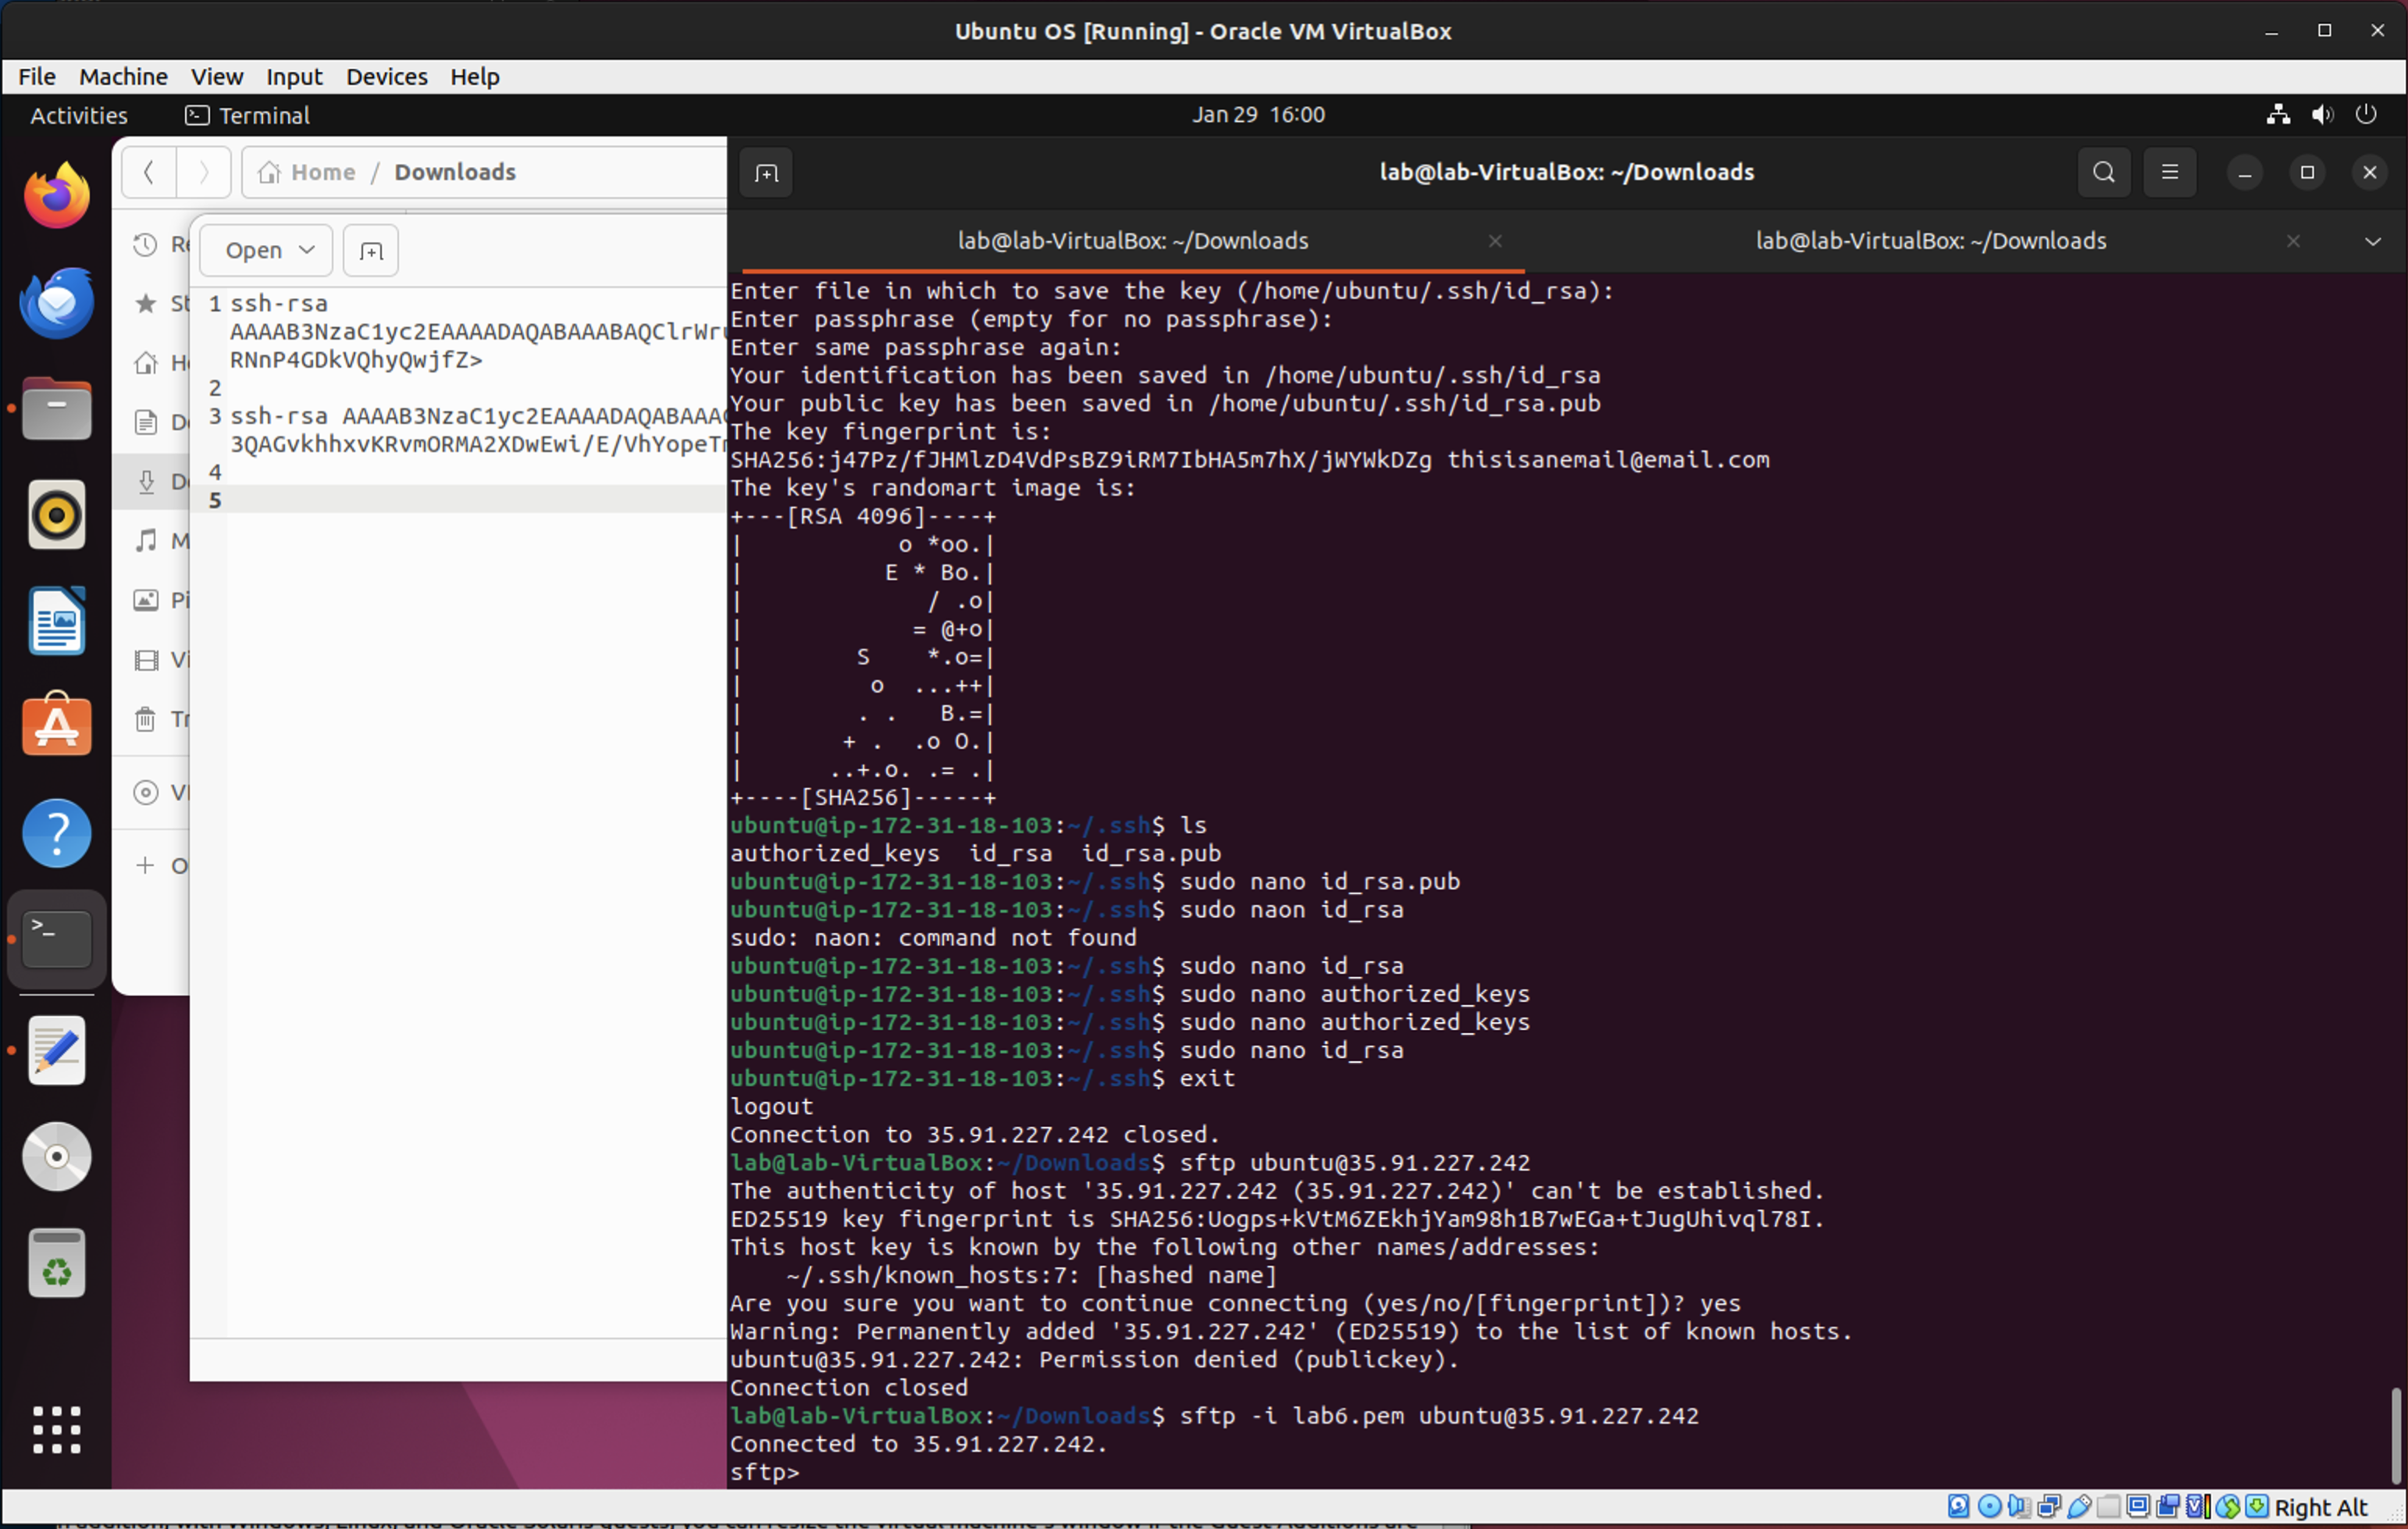 Ubuntu OS [Running] - Oracle VM VirtualBox
File Machine View Input Devices Help
Activities Terminal Jan 29 16:00
Home / Downloads
lab@lab-VirtualBox: ~/Downloads
Open
lab@lab-VirtualBox: ~/Downloads
lab@lab-VirtualBox: ~/Downloads
1 ssh-rsa
AAAAB3NzaC1yc2EAAAADAQABAAABAQClrWru
RNnP4GDkVQhyQwjfZ>
2
3 ssh-rsa AAAAB3NzaC1yc2EAAAADAQABAAAC
3QAGvkhhxvKRvmORMA2XDwEwi/E/VhYopeTm
4
5
Enter file in which to save the key (/home/ubuntu/.ssh/id_rsa):
Enter passphrase (empty for no passphrase):
Enter same passphrase again:
Your identification has been saved in /home/ubuntu/.ssh/id_rsa
Your public key has been saved in /home/ubuntu/.ssh/id_rsa.pub
The key fingerprint is:
SHA256:j47Pz/fJHMlzD4VdPsBZ9iRM7IbHA5m7hX/jWYWkDZg thisisanemail@email.com
The key's randomart image is:
+---[RSA 4096]----+
|           o *oo.|
|          E * Bo.|
|             / .o|
|            = @+o|
|        S    *.o=|
|         o  ...++|
|        . .   B.=|
|       + .  .o O.|
|      ..+.o. .= .|
+----[SHA256]-----+
ubuntu@ip-172-31-18-103:~/.ssh$ ls
authorized_keys  id_rsa  id_rsa.pub
ubuntu@ip-172-31-18-103:~/.ssh$ sudo nano id_rsa.pub
ubuntu@ip-172-31-18-103:~/.ssh$ sudo naon id_rsa
sudo: naon: command not found
ubuntu@ip-172-31-18-103:~/.ssh$ sudo nano id_rsa
ubuntu@ip-172-31-18-103:~/.ssh$ sudo nano authorized_keys
ubuntu@ip-172-31-18-103:~/.ssh$ sudo nano authorized_keys
ubuntu@ip-172-31-18-103:~/.ssh$ sudo nano id_rsa
ubuntu@ip-172-31-18-103:~/.ssh$ exit
logout
Connection to 35.91.227.242 closed.
lab@lab-VirtualBox:~/Downloads$ sftp ubuntu@35.91.227.242
The authenticity of host '35.91.227.242 (35.91.227.242)' can't be established.
ED25519 key fingerprint is SHA256:Uogps+kVtM6ZEkhjYam98h1B7wEGa+tJugUhivql78I.
This host key is known by the following other names/addresses:
    ~/.ssh/known_hosts:7: [hashed name]
Are you sure you want to continue connecting (yes/no/[fingerprint])? yes
Warning: Permanently added '35.91.227.242' (ED25519) to the list of known hosts.
ubuntu@35.91.227.242: Permission denied (publickey).
Connection closed
lab@lab-VirtualBox:~/Downloads$ sftp -i lab6.pem ubuntu@35.91.227.242
Connected to 35.91.227.242.
sftp>
Right Alt